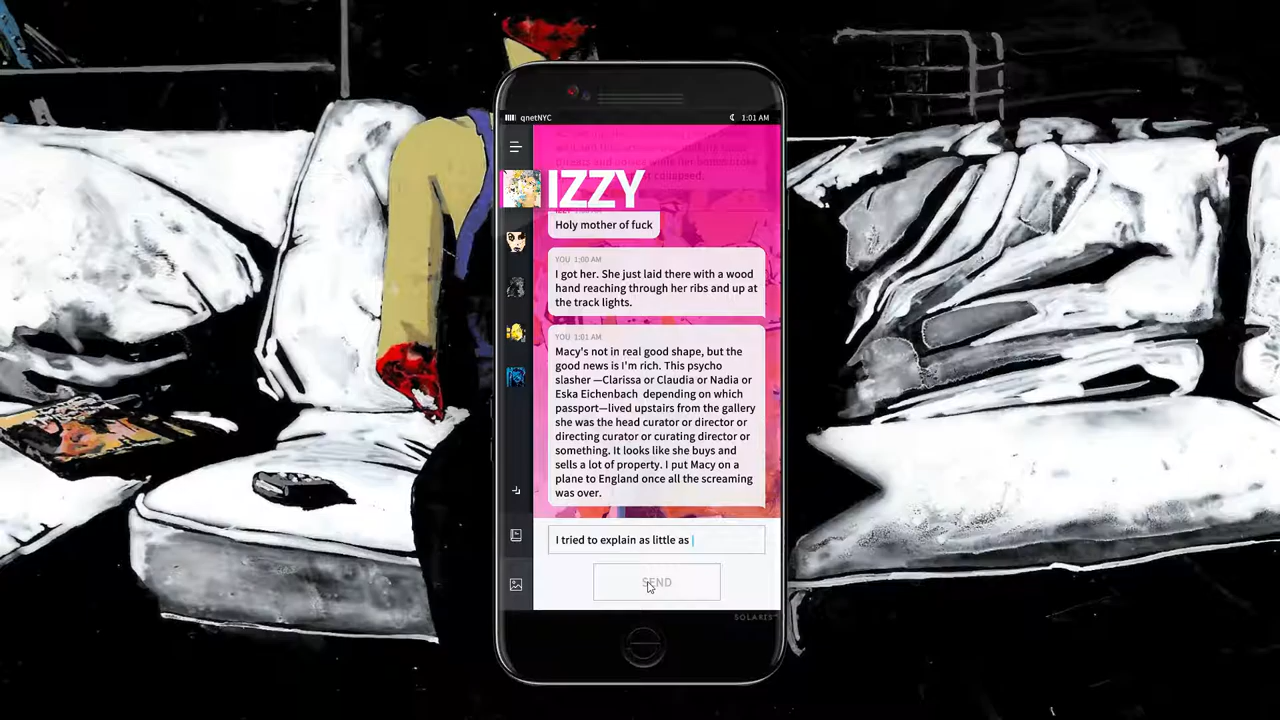 qnetNYC
1:01 AM
threats and
collapsed.
IZZY
Holy mother of fuck
YOU 1:00 AM
I got her. She just laid there with a wood
hand reaching through her ribs and up at
the track lights.
YOU 1:01 AM
Macy's not in real good shape, but the
good news is I'm rich. This psycho
slasher —Clarissa or Claudia or Nadia or
Eska Eichenbach depending on which
passport—lived upstairs from the gallery
she was the head curator or director or
directing curator or curating director or
something. It looks like she buys and
sells a lot of property. I put Macy on a
plane to England once all the screaming
was over.
I tried to explain as little as
SEND
SOLARIS™